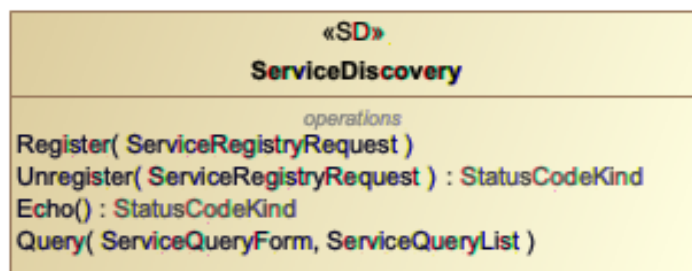 «SD»
ServiceDiscovery
operations
Register( ServiceRegistryRequest )
Unregister( ServiceRegistryRequest ) : StatusCodeKind
Echo() : StatusCodeKind
Query( ServiceQueryForm, ServiceQueryList )